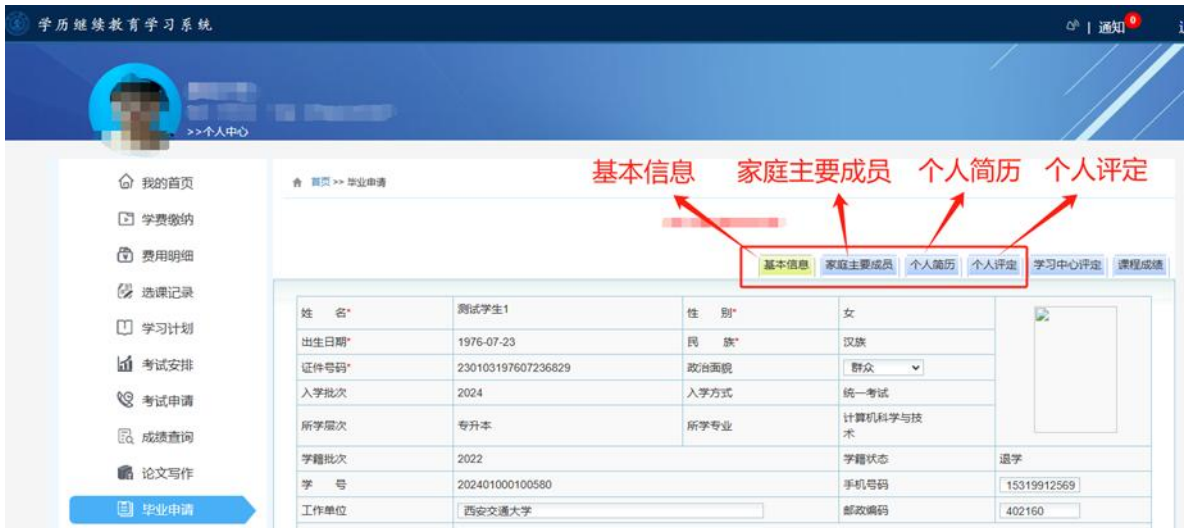 学历继续教育学习系统 | 通知 0
>>个人中心
基本信息 家庭主要成员 个人简历 个人评定
我的首页
学费缴纳
费用明细
选课记录
学习计划
考试安排
考试申请
成绩查询
论文写作
毕业申请
首页 >> 毕业申请
基本信息 家庭主要成员 个人简历 个人评定 学习中心评定 课程成绩
姓 名* 测试学生1 性 别* 女
出生日期* 1976-07-23 民 族* 汉族
证件号码* 230103197607236829 政治面貌 群众
入学批次 2024 入学方式 统一考试
所学层次 专升本 所学专业 计算机科学与技
术
学籍批次 2022 学籍状态 退学
学 号 202401000100580 手机号码 15319912569
工作单位 西安交通大学 邮政编码 402160